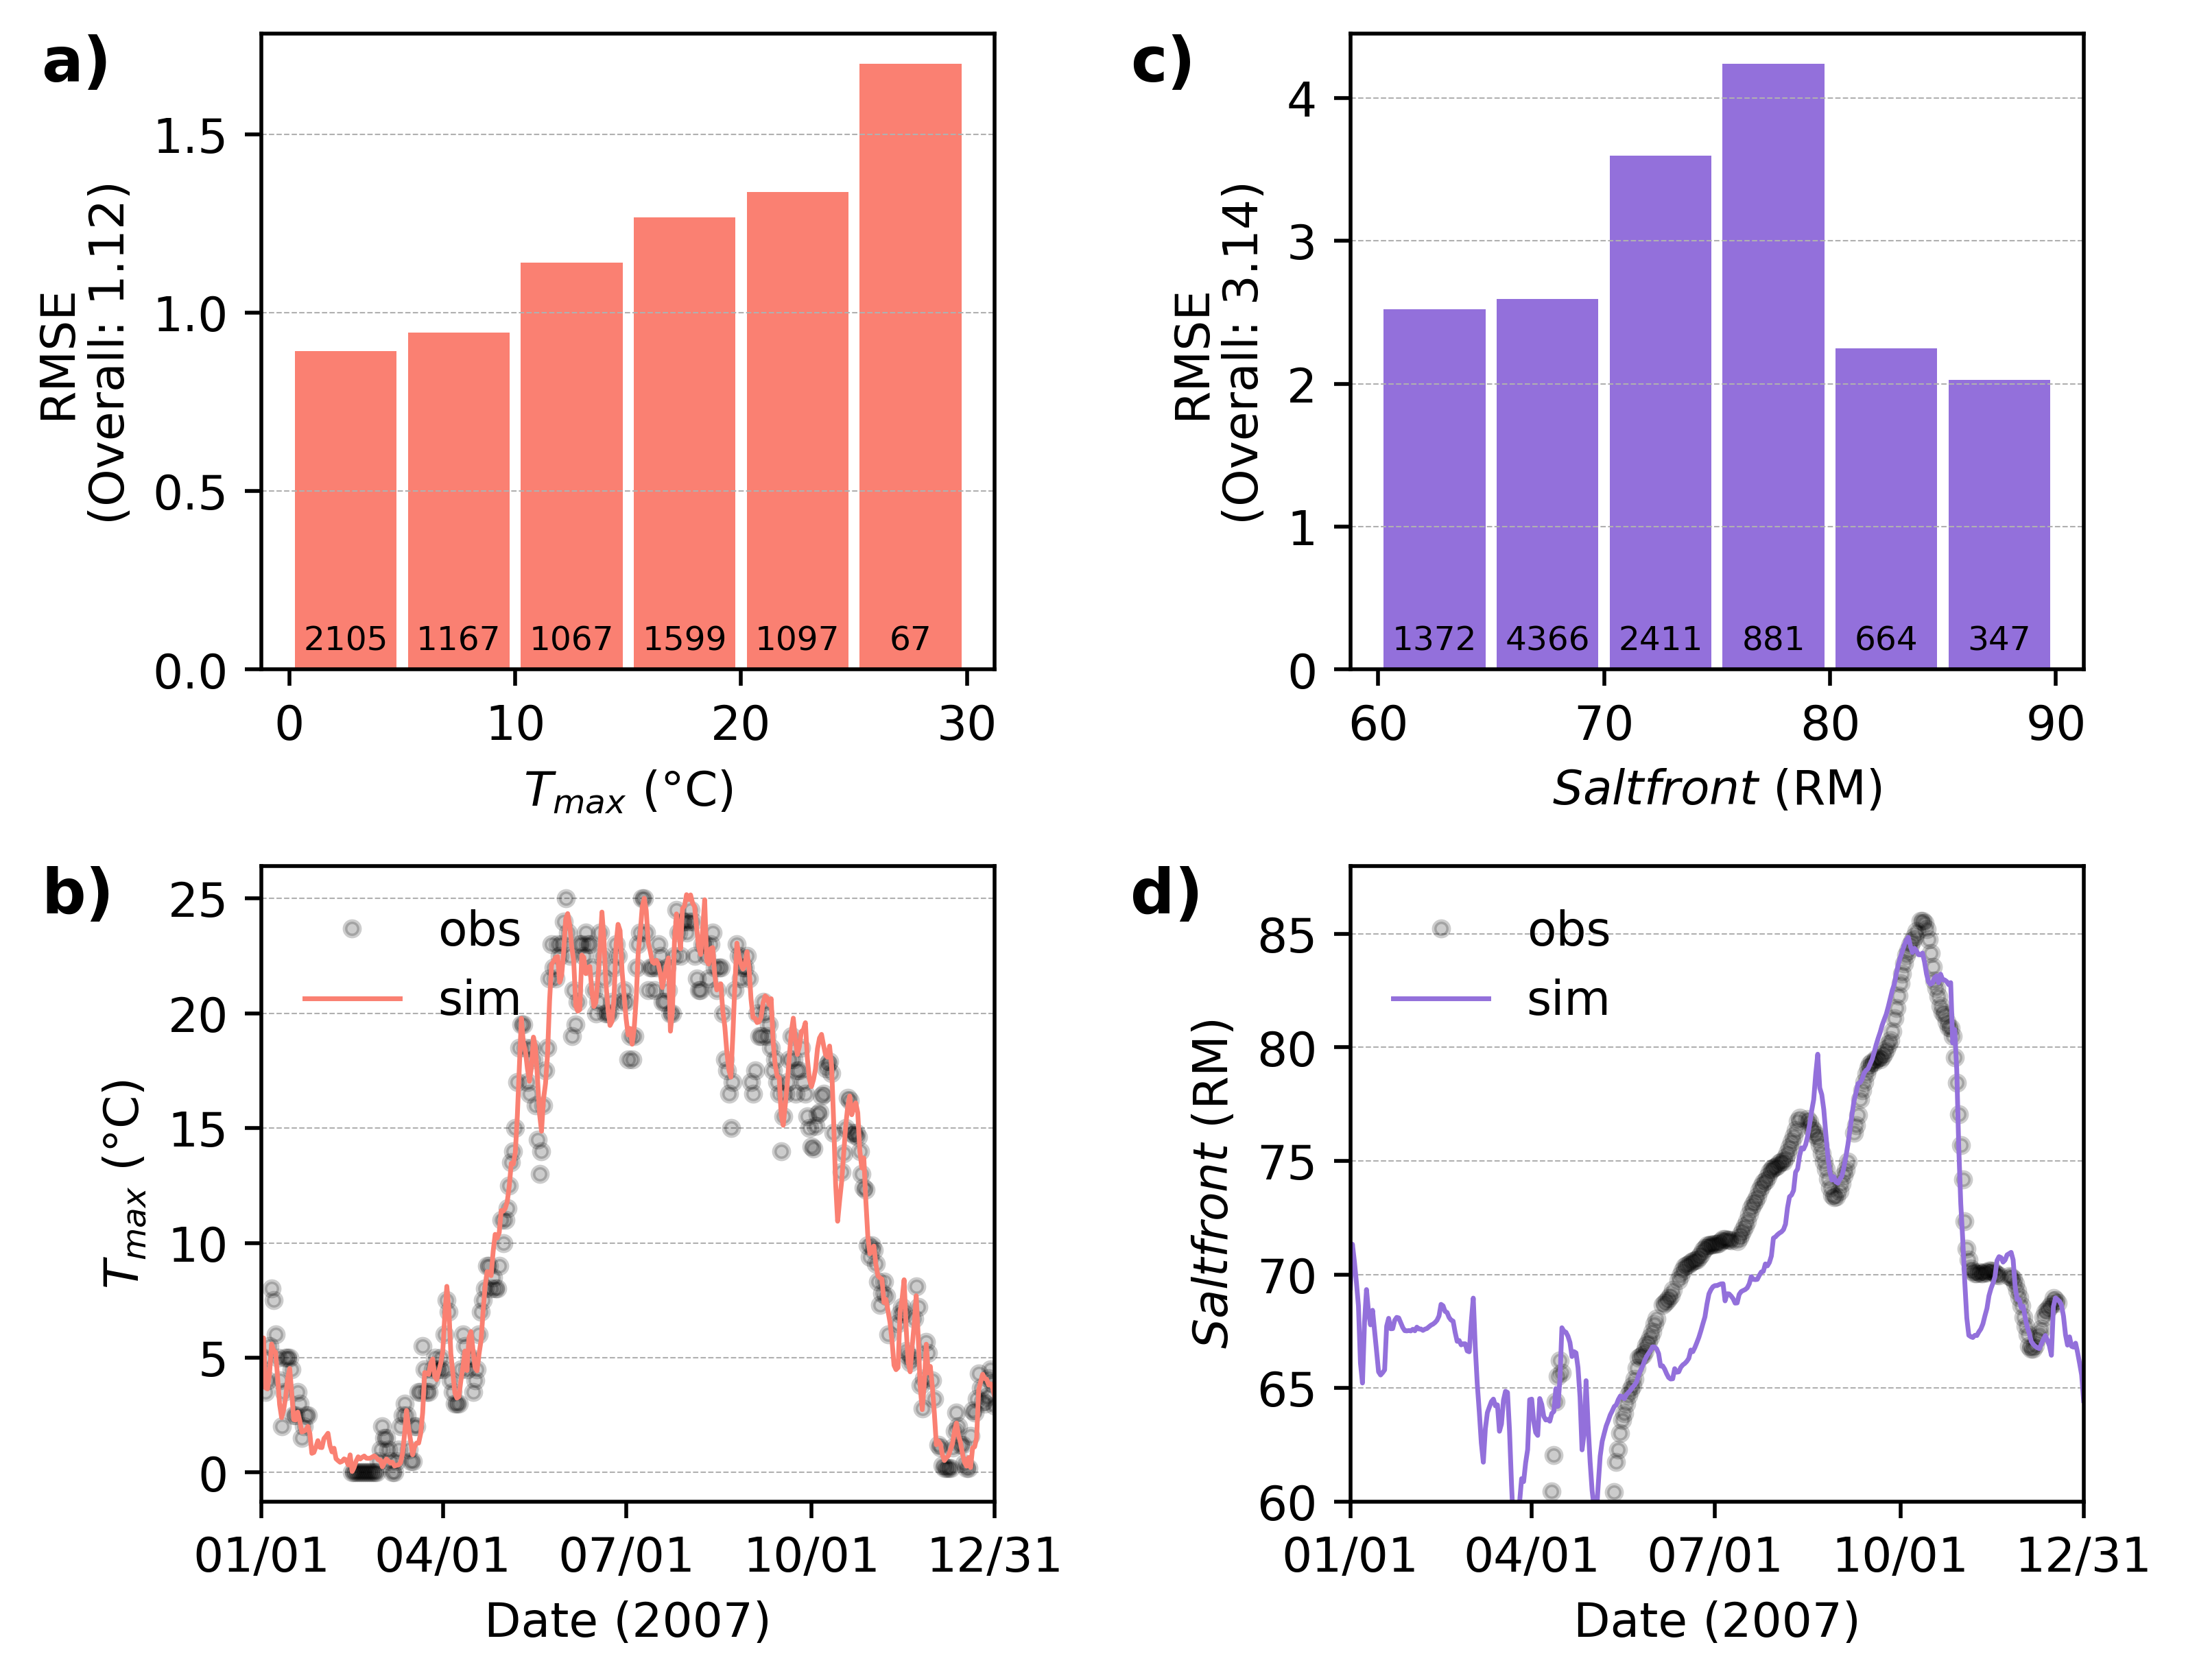 a)
RMSE
(Overall: 1.12)
1.5
1.0
0.5
0.0
2105 1167 1067 1599 1097 67
0 10 20 30
T_max (°C)
c)
RMSE
(Overall: 3.14)
4
3
2
1
0
1372 4366 2411 881 664 347
60 70 80 90
Saltfront (RM)
b)
T_max (°C)
25
20
15
10
5
0
obs
sim
01/01 04/01 07/01 10/01 12/31
Date (2007)
d)
Saltfront (RM)
85
80
75
70
65
60
obs
sim
01/01 04/01 07/01 10/01 12/31
Date (2007)